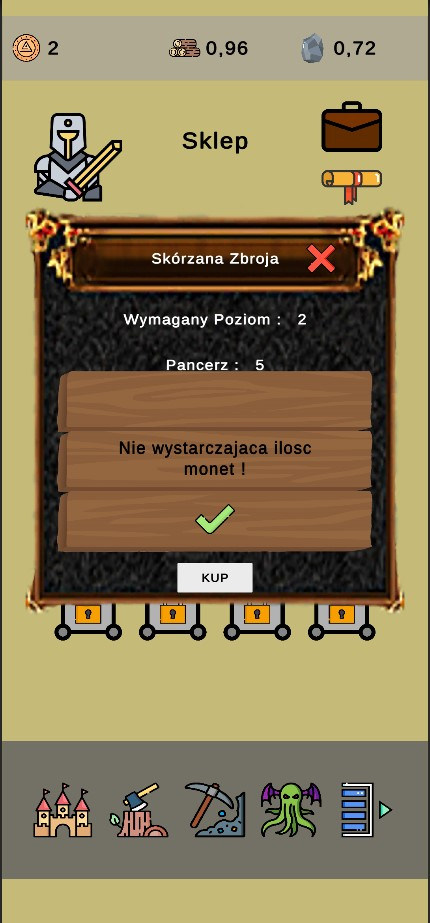 2
0,96
0,72
Sklep
Skórzana Zbroja
Wymagany Poziom : 2
Pancerz : 5
Nie wystarczajaca ilosc
monet !
KUP